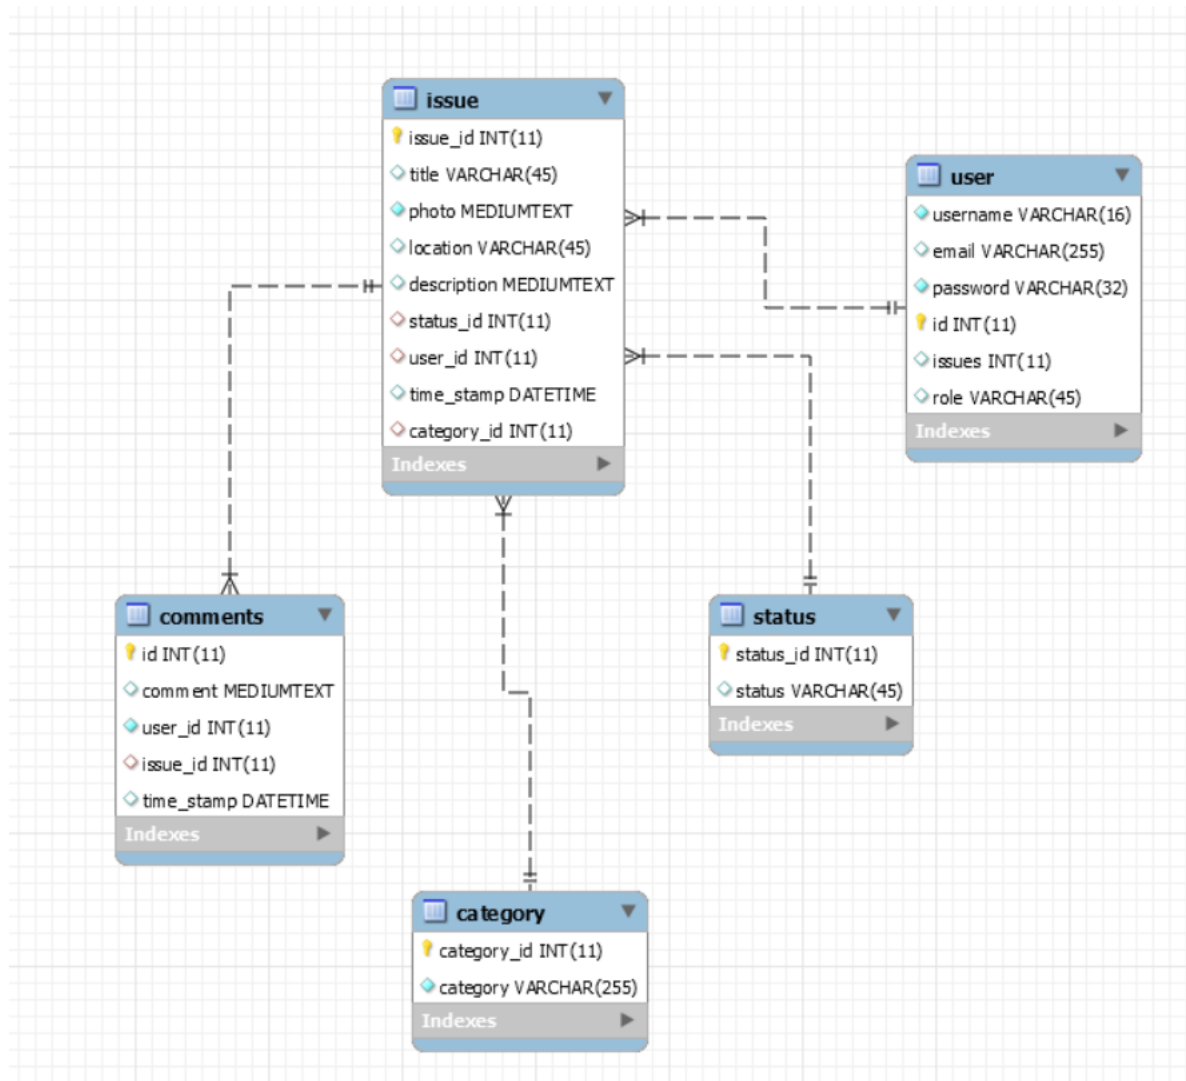 issue
issue_id INT(11)
title VARCHAR(45)
photo MEDIUMTEXT
location VARCHAR(45)
description MEDIUMTEXT
status_id INT(11)
user_id INT(11)
time_stamp DATETIME
category_id INT(11)
Indexes
user
username VARCHAR(16)
email VARCHAR(255)
password VARCHAR(32)
id INT(11)
issues INT(11)
role VARCHAR(45)
Indexes
comments
id INT(11)
comment MEDIUMTEXT
user_id INT(11)
issue_id INT(11)
time_stamp DATETIME
Indexes
status
status_id INT(11)
status VARCHAR(45)
Indexes
category
category_id INT(11)
category VARCHAR(255)
Indexes